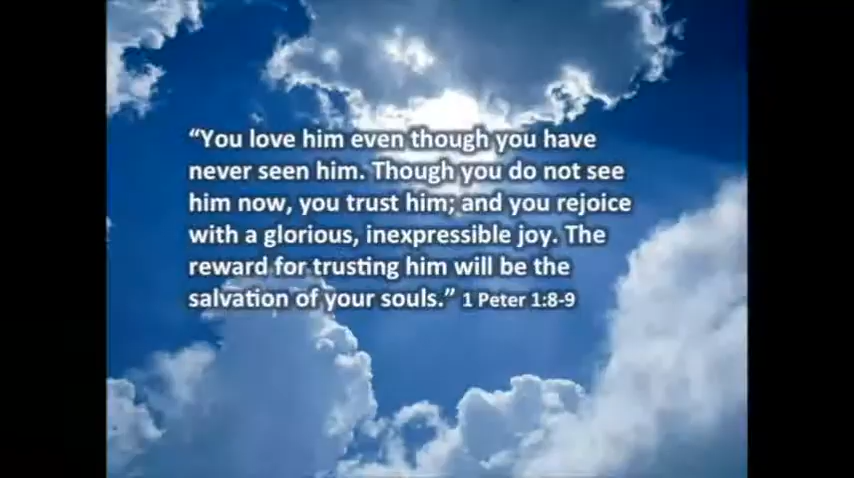 “You love him even though you have
never seen him. Though you do not see
him now, you trust him; and you rejoice
with a glorious, inexpressible joy. The
reward for trusting him will be the
salvation of your souls.” 1 Peter 1:8-9